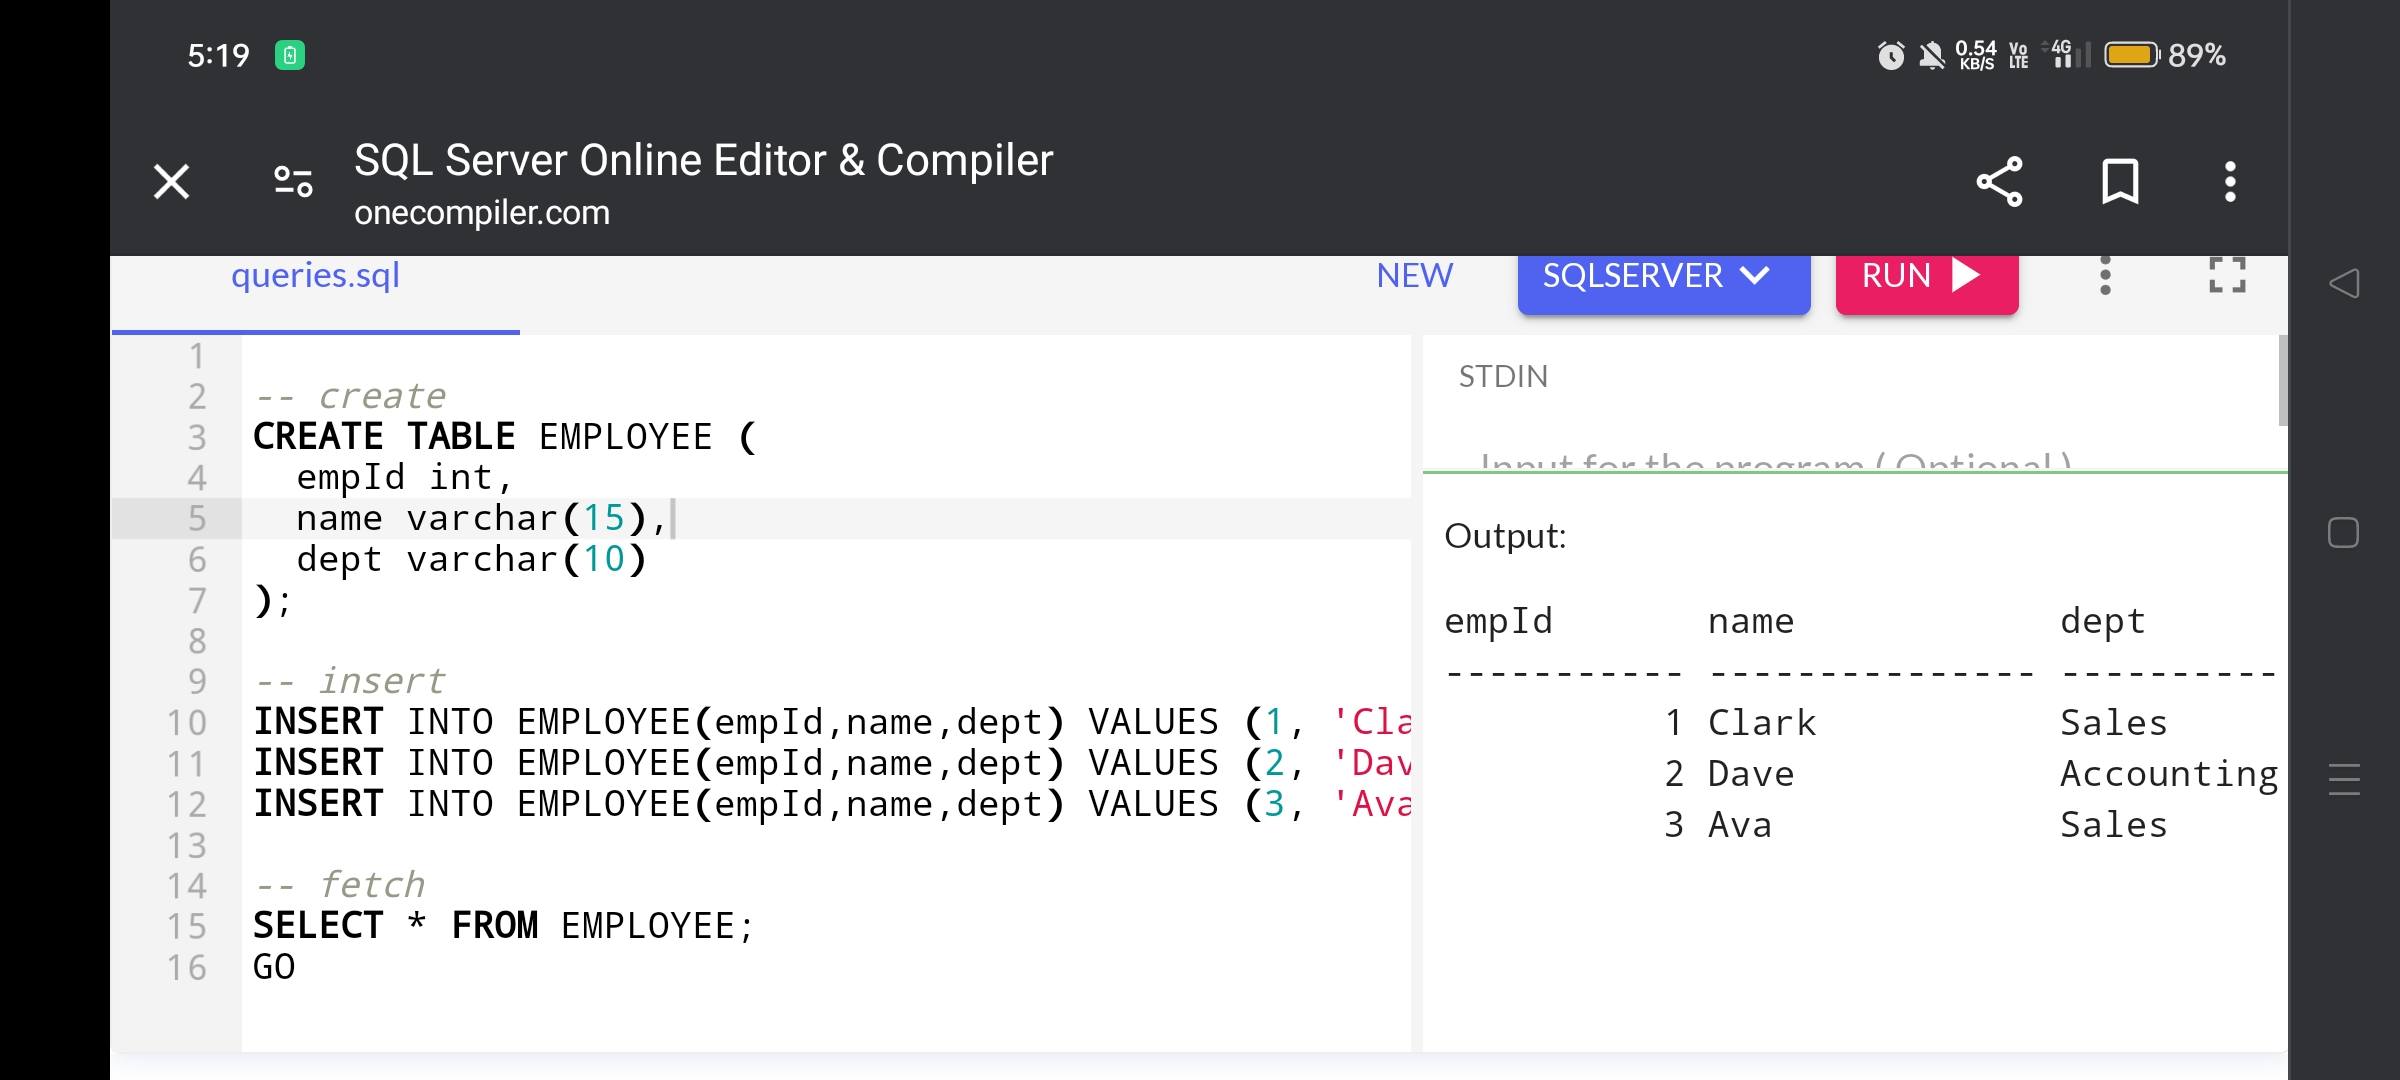 5:19
0.54 KB/S Vo LTE 4G 89%
SQL Server Online Editor & Compiler
onecompiler.com
queries.sql NEW SQLSERVER RUN
1
2 -- create
3 CREATE TABLE EMPLOYEE (
4 empId int,
5 name varchar(15),
6 dept varchar(10)
7 );
8
9 -- insert
10 INSERT INTO EMPLOYEE(empId,name,dept) VALUES (1, 'Cla
11 INSERT INTO EMPLOYEE(empId,name,dept) VALUES (2, 'Dav
12 INSERT INTO EMPLOYEE(empId,name,dept) VALUES (3, 'Ava
13
14 -- fetch
15 SELECT * FROM EMPLOYEE;
16 GO
STDIN
Input for the program ( Optional )
Output:
empId name dept
----------- --------------- ----------
1 Clark Sales
2 Dave Accounting
3 Ava Sales